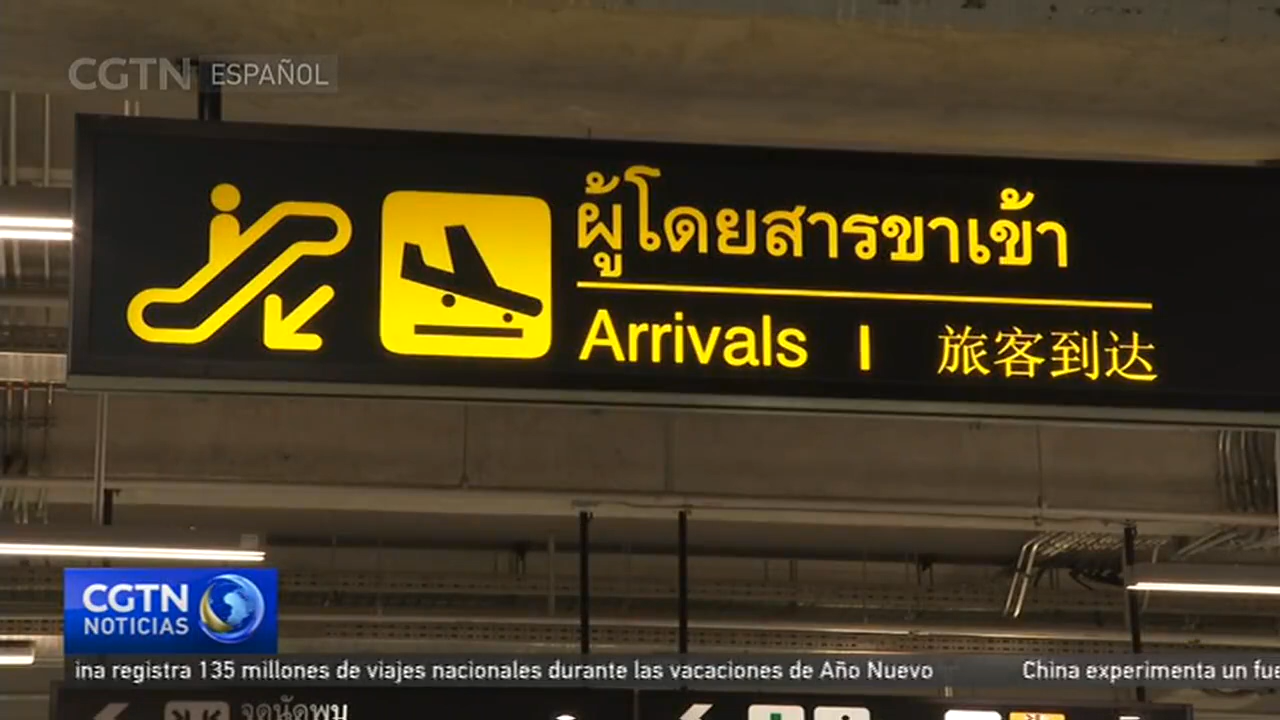 CGTN ESPAÑOL
ผู้โดยสารขาเข้า
Arrivals | 旅客到达
CGTN
NOTICIAS
ina registra 135 millones de viajes nacionales durante las vacaciones de Año Nuevo China experimenta un fue
จุดนัดพบ